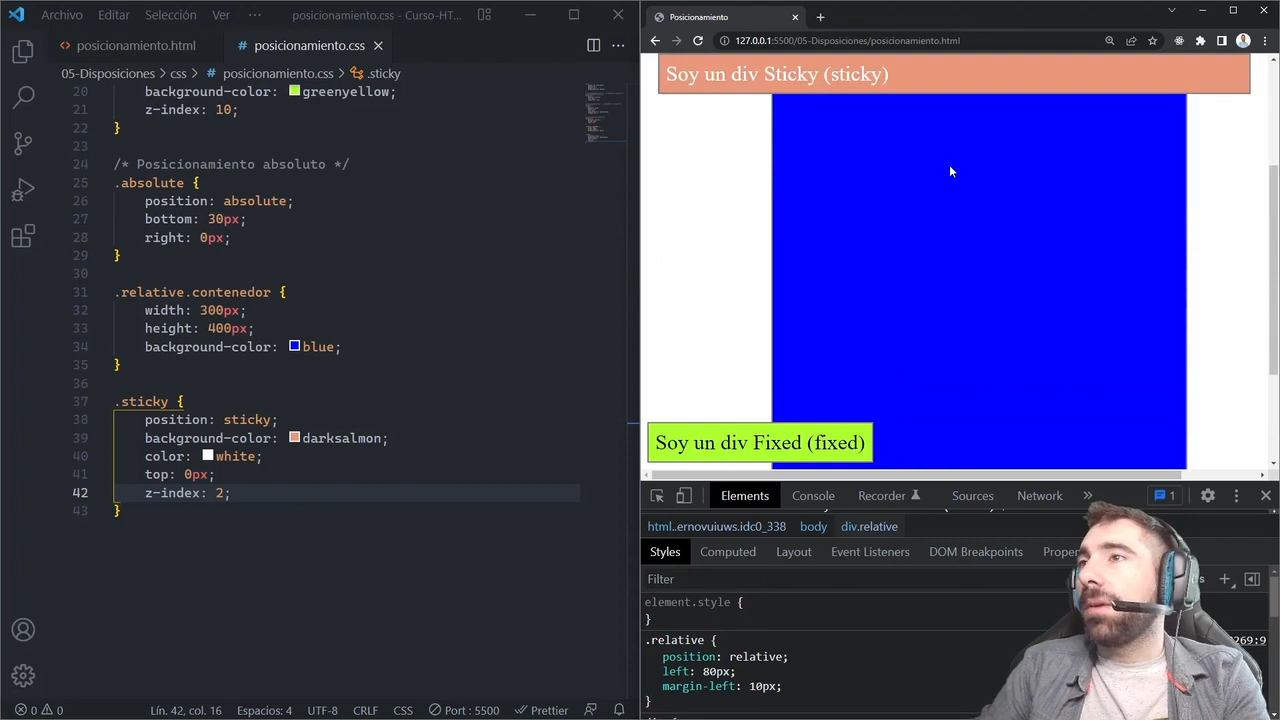 Archivo Editar Selección Ver ··· posicionamiento.css - Curso-HT...
posicionamiento.html
# posicionamiento.css
05-Disposiciones > css > # posicionamiento.css > .sticky
20 background-color: greenyellow;
21 z-index: 10;
22 }
23
24 /* Posicionamiento absoluto */
25 .absolute {
26 position: absolute;
27 bottom: 30px;
28 right: 0px;
29 }
30
31 .relative.contenedor {
32 width: 300px;
33 height: 400px;
34 background-color: blue;
35 }
36
37 .sticky {
38 position: sticky;
39 background-color: darksalmon;
40 color: white;
41 top: 0px;
42 z-index: 2;
43 }
0 0 Lín. 42, col. 16 Espacios: 4 UTF-8 CRLF CSS Port : 5500 Prettier
Posicionamiento
127.0.0.1:5500/05-Disposiciones/posicionamiento.html
Soy un div Sticky (sticky)
Soy un div Fixed (fixed)
Elements Console Recorder Sources Network » 1
html..ernovuiuws.idc0_338 body div.relative
Styles Computed Layout Event Listeners DOM Breakpoints Proper
Filter
element.style {
}
.relative { 269:9
position: relative;
left: 80px;
margin-left: 10px;
}